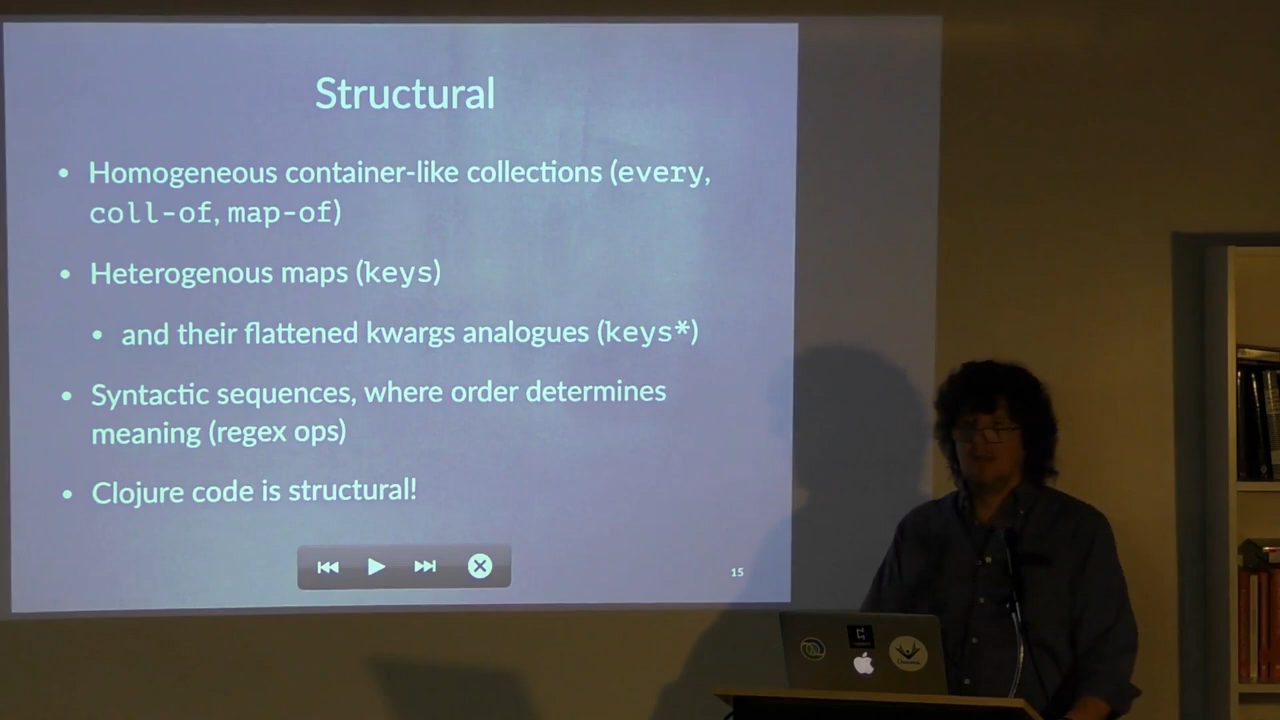 Structural
• Homogeneous container-like collections (every,
coll-of, map-of)
• Heterogenous maps (keys)
• and their flattened kwargs analogues (keys*)
• Syntactic sequences, where order determines
meaning (regex ops)
• Clojure code is structural!
15